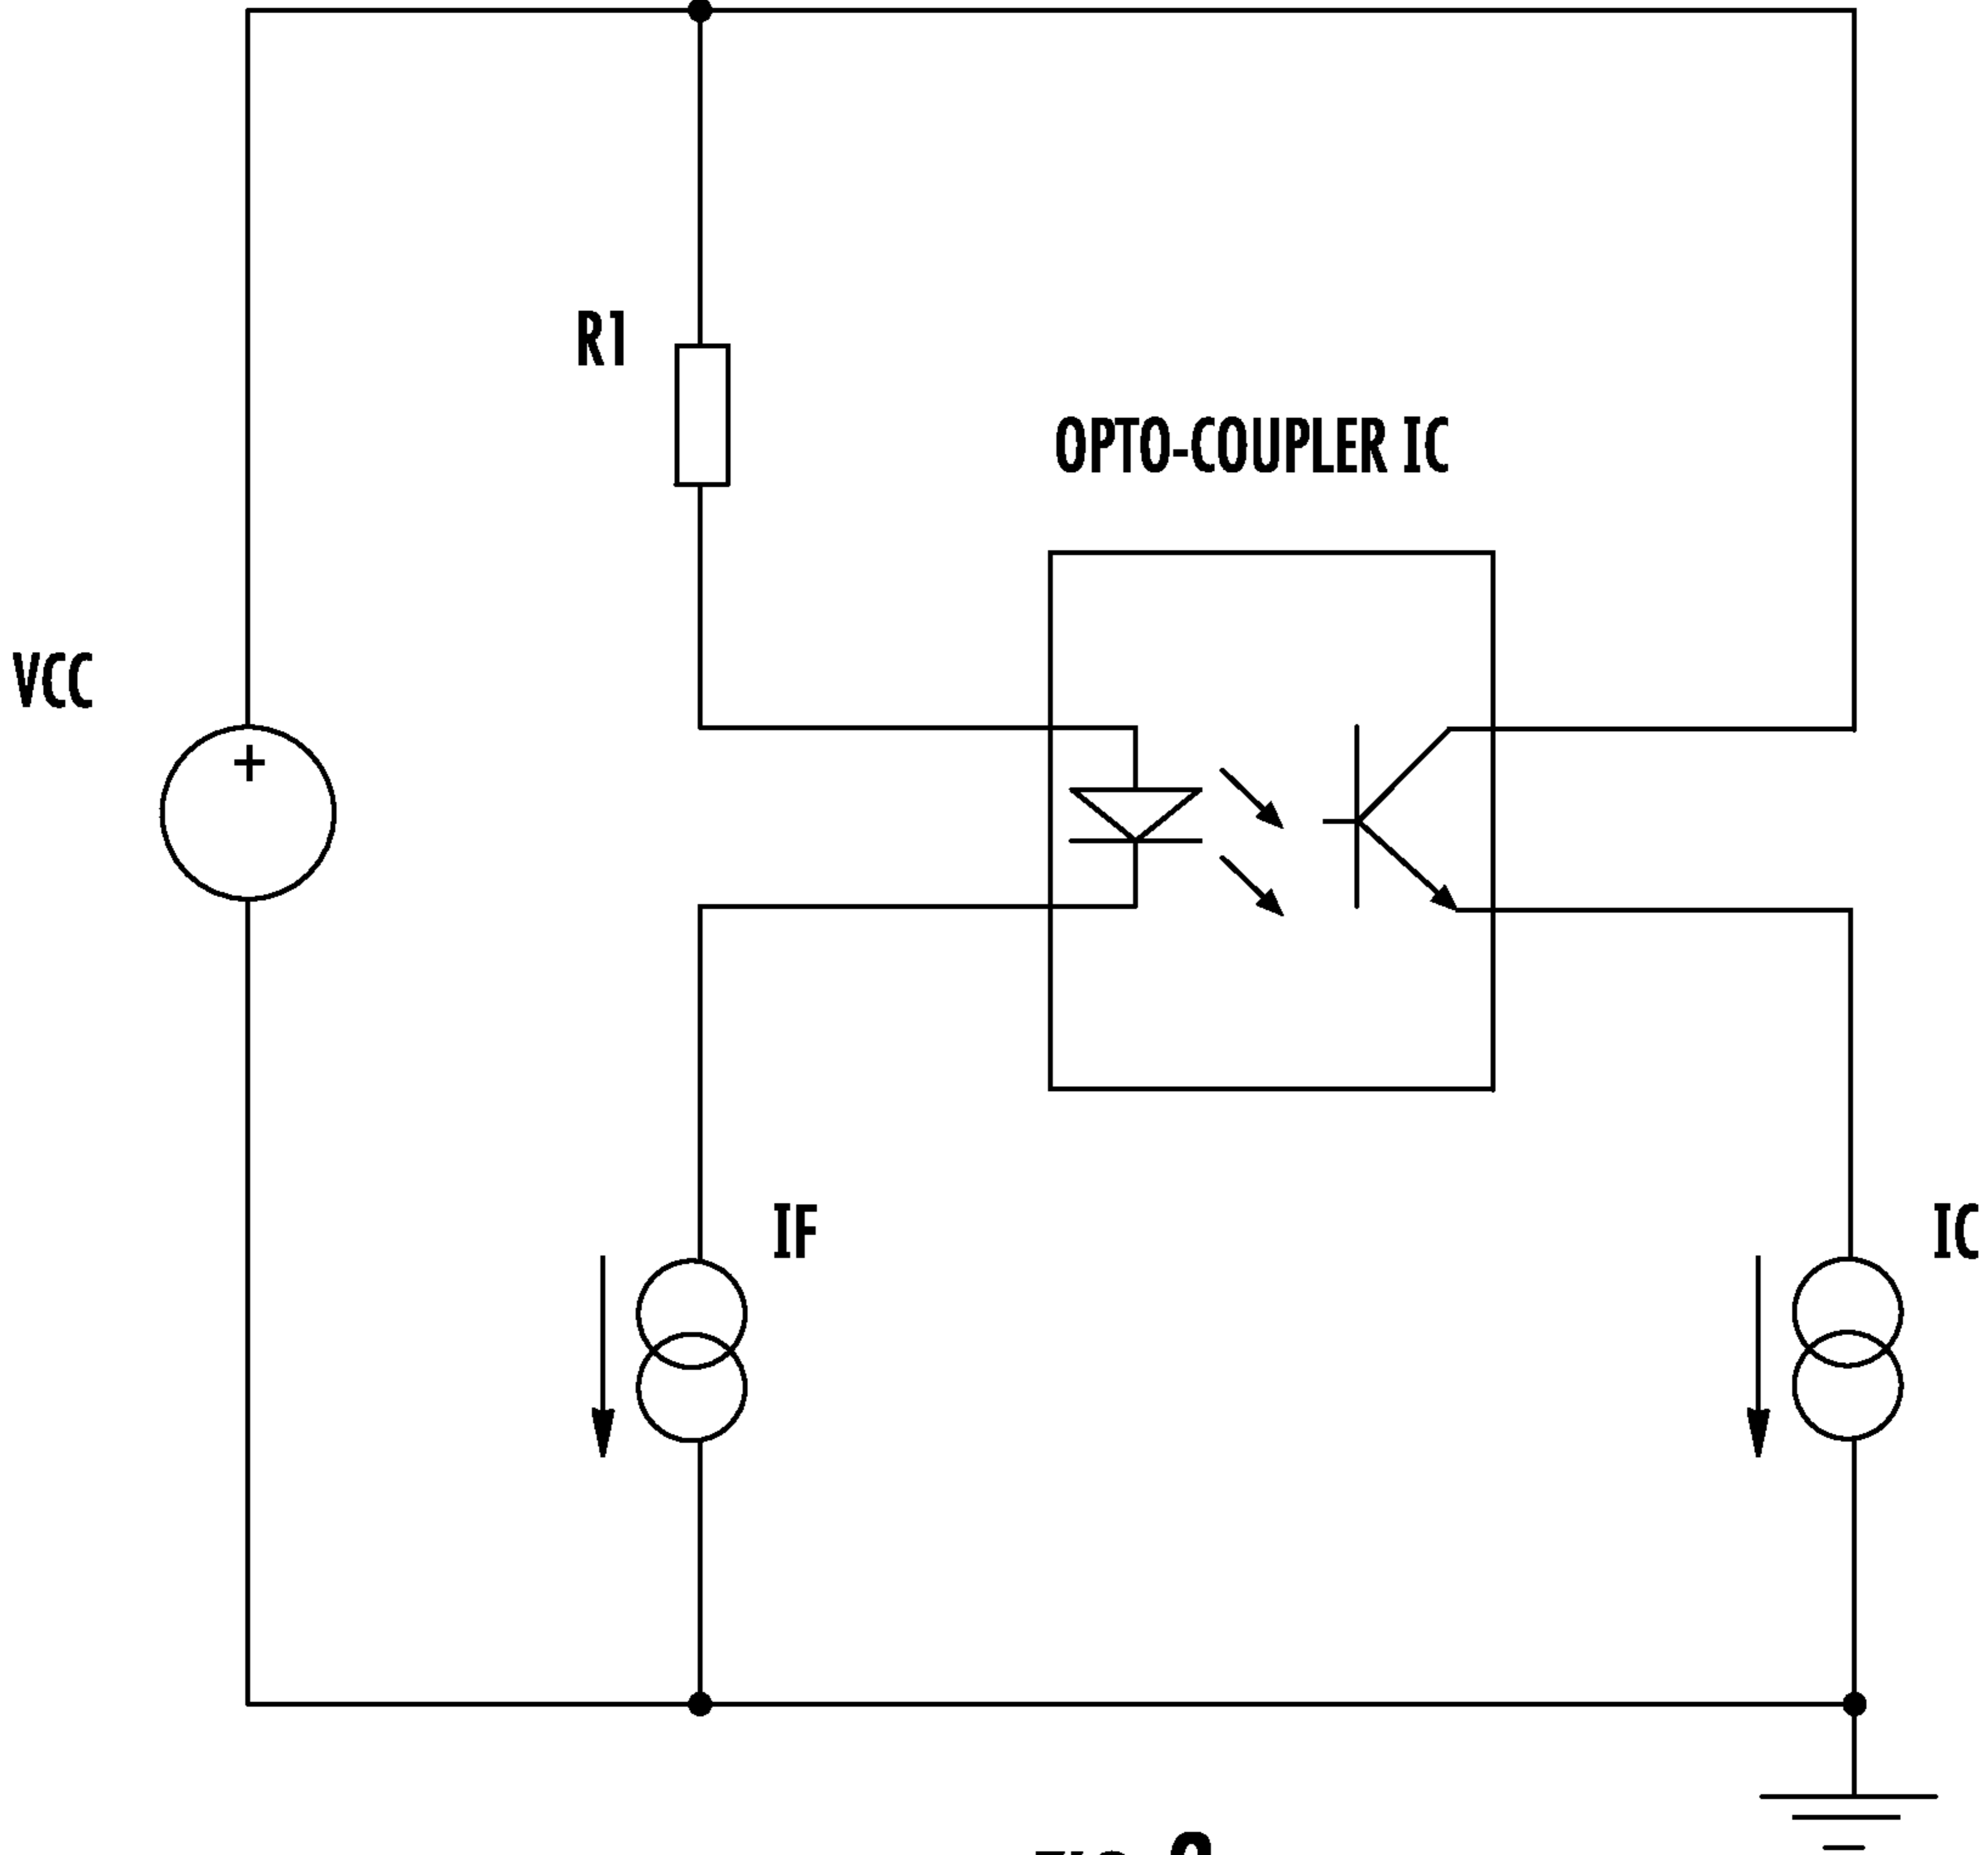 R1
OPTO-COUPLER IC
VCC
+
IF
IC